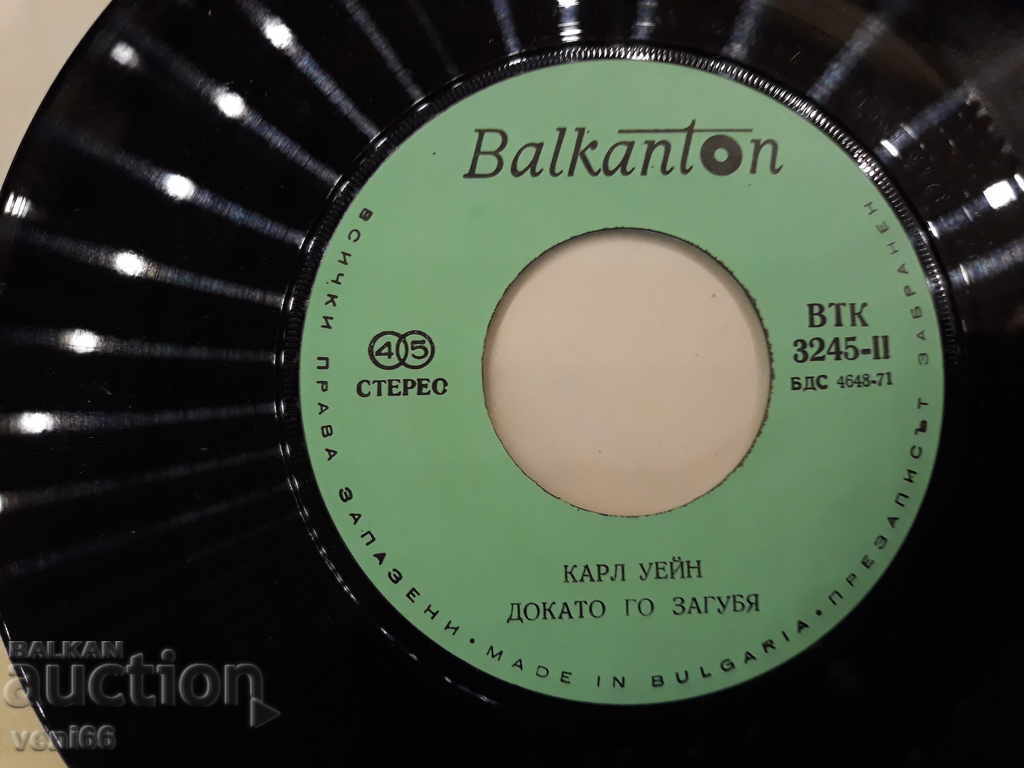 Balkanton
45
СТЕРЕО
ВТК
3245-II
БДС 4648-71
КАРЛ УЕЙН
ДОКАТО ГО ЗАГУБЯ
ВСИЧКИ ПРАВА ЗАПАЗЕНИ • MADE IN BULGARIA • ПРЕЗАПИСЪТ ЗАБРАНЕН
BALKAN
auction
veni66